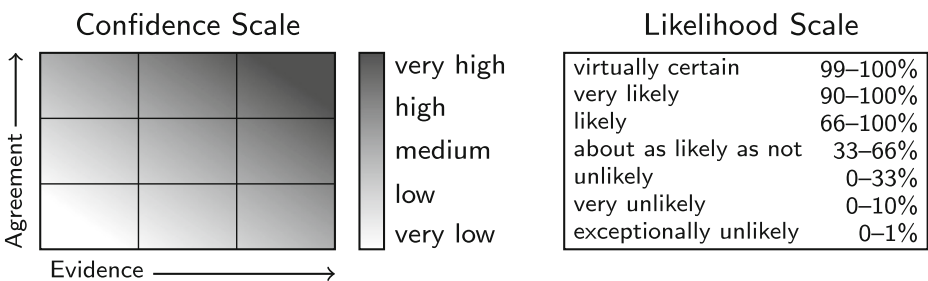 Confidence Scale
Agreement
Evidence
very high
high
medium
low
very low
Likelihood Scale
virtually certain 99–100%
very likely 90–100%
likely 66–100%
about as likely as not 33–66%
unlikely 0–33%
very unlikely 0–10%
exceptionally unlikely 0–1%